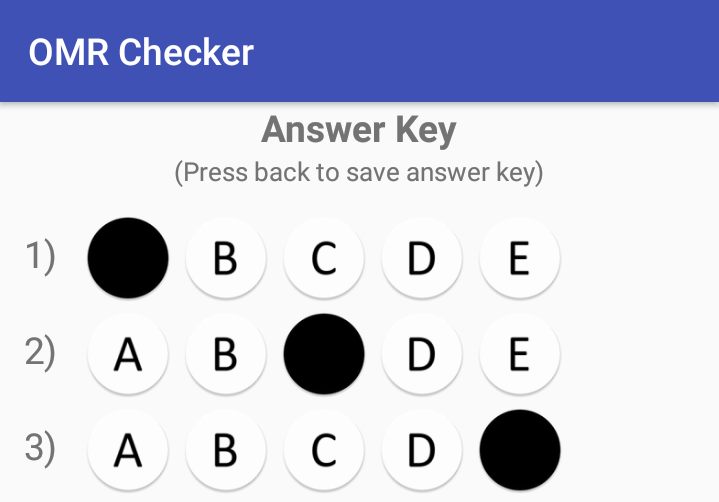 OMR Checker
Answer Key
(Press back to save answer key)
1) B C D E
2) A B D E
3) A B C D